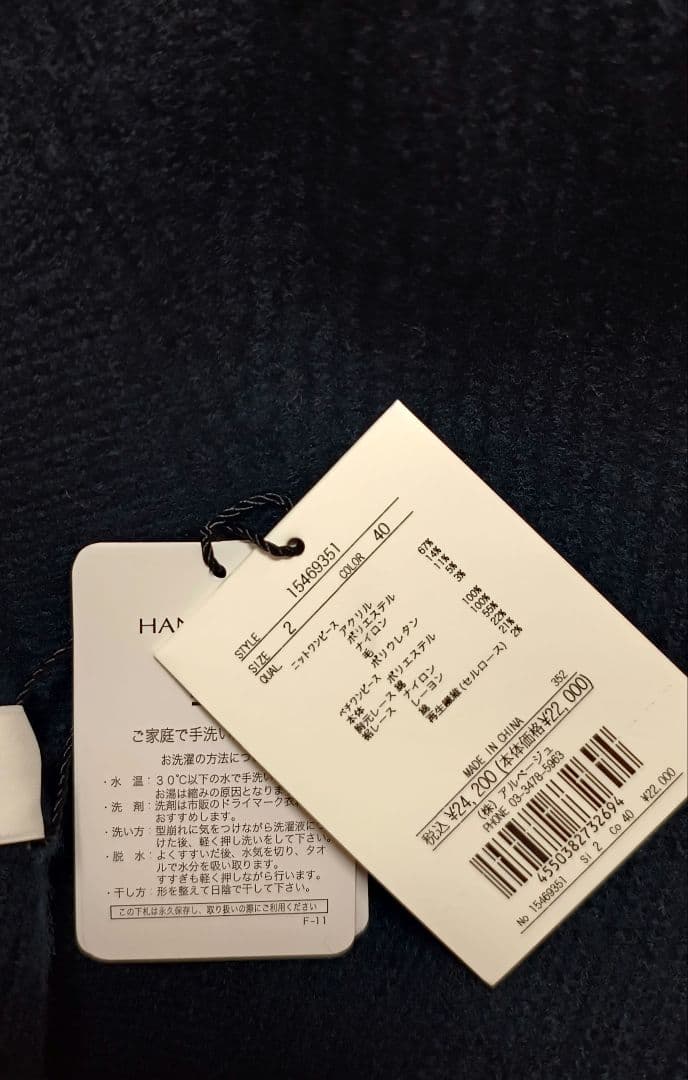 HAN
ご家庭で手洗い
お洗濯の方法につ
・水 温：30℃以下の水で手洗い
お湯は縮みの原因となりま
・洗 剤：洗剤は市販のドライマーク衣
おすすめします。
・洗い方：型崩れに気をつけながら洗濯液に
けた後、軽く押し洗いをして下さい。
・脱 水：よくすすいだ後、水気を切り、タオ
ルで水分を吸い取ります。
すすぎも軽く押しながら行います。
・干し方：形を整えて日陰で干して下さい。
この下札は永久保存し、取り扱いの際にご利用ください
F-11
STYLE 15469351
SIZE 2 COLOR 40
QUAL ニットワンピース
アクリル 67%
ポリエステル 14%
ナイロン 11%
毛 5%
ポリウレタン 3%
ペチワンピース
本体 ポリエステル 100%
胸元レース 綿 100%
裾レース ナイロン 55%
綿 22%
レーヨン 21%
再生繊維(セルロース) 2%
352
MADE IN CHINA
税込 ¥24,200 (本体価格¥22,000)
(株) アルページュ
PHONE 03-3478-5963
4550382732694
No 15469351 Si 2 Co 40 ¥22,000